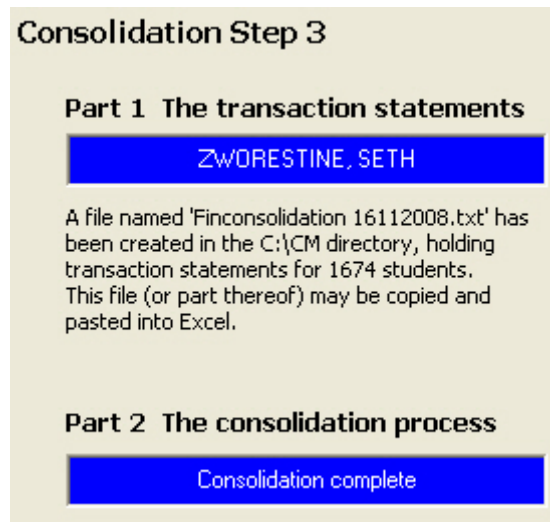 Consolidation Step 3
Part 1 The transaction statements
ZWORESTINE, SETH
A file named 'Finconsolidation 16112008.txt' has
been created in the C:\CM directory, holding
transaction statements for 1674 students.
This file (or part thereof) may be copied and
pasted into Excel.
Part 2 The consolidation process
Consolidation complete